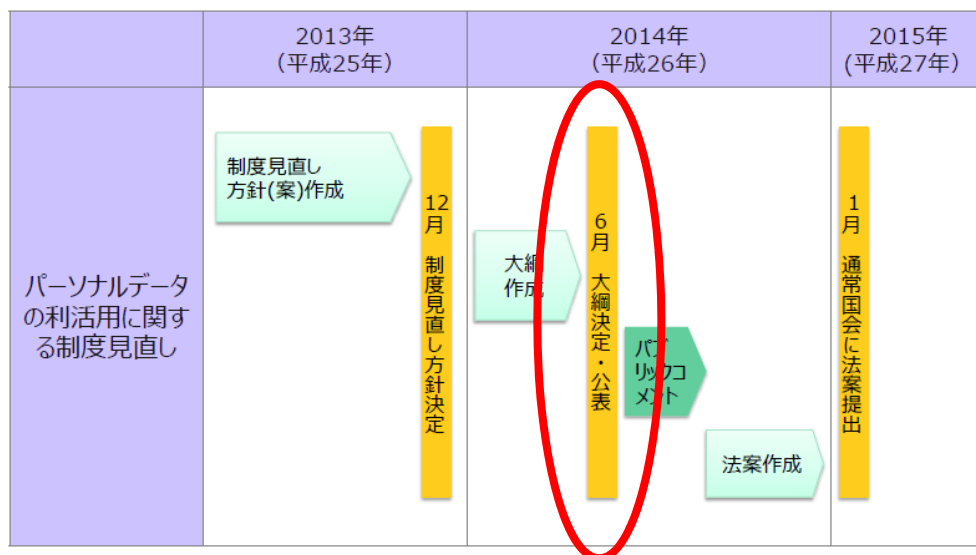 2013年
(平成25年)
2014年
(平成26年)
2015年
(平成27年)
パーソナルデータ
の利活用に関す
る制度見直し
制度見直し
方針(案)作成
12月 制度見直し方針決定
大綱
作成
6月 大綱決定・公表
パブ
リックコ
メント
法案作成
1月 通常国会に法案提出